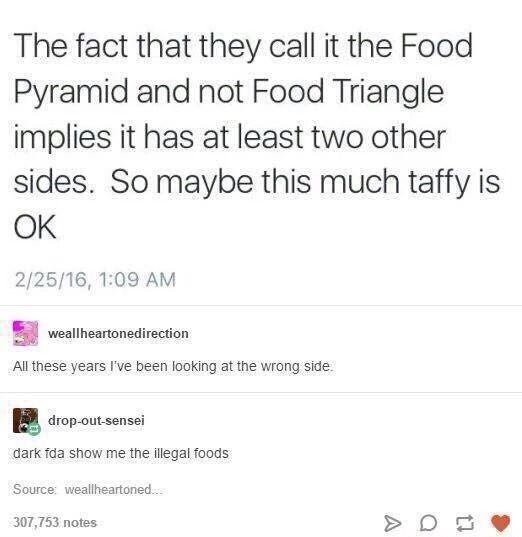 The fact that they call it the Food
Pyramid and not Food Triangle
implies it has at least two other
sides.  So maybe this much taffy is
OK
2/25/16, 1:09 AM
weallheartonedirection
All these years I've been looking at the wrong side.
drop-out-sensei
dark fda show me the illegal foods
Source: weallheartoned...
307,753 notes